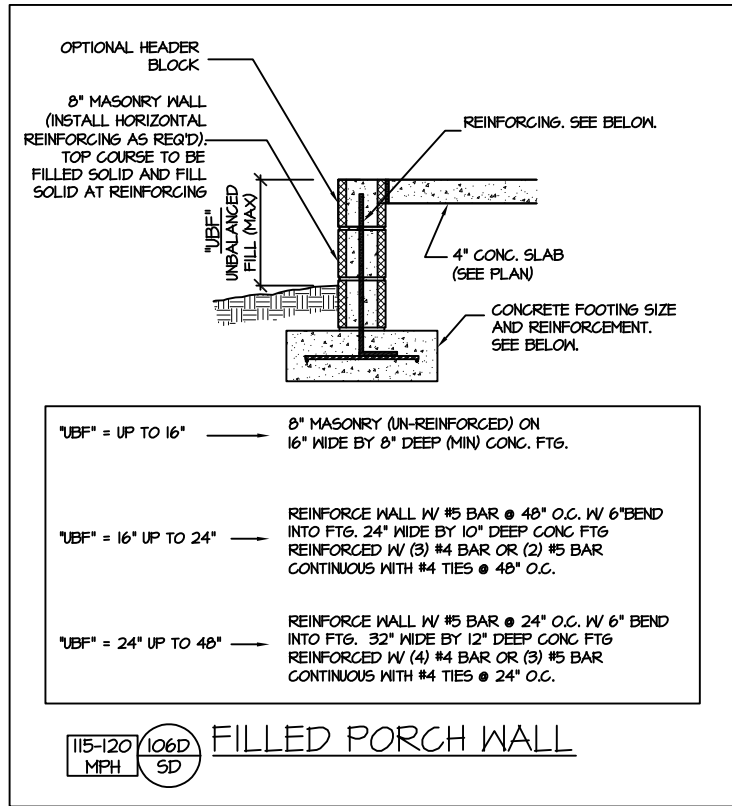 OPTIONAL HEADER
BLOCK
8" MASONRY WALL
(INSTALL HORIZONTAL
REINFORCING AS REQ'D).
TOP COURSE TO BE
FILLED SOLID AND FILL
SOLID AT REINFORCING
"UBF"
UNBALANCED
FILL (MAX)
REINFORCING. SEE BELOW.
4" CONC. SLAB
(SEE PLAN)
CONCRETE FOOTING SIZE
AND REINFORCEMENT.
SEE BELOW.
"UBF" = UP TO 16"
8" MASONRY (UN-REINFORCED) ON
16" WIDE BY 8" DEEP (MIN) CONC. FTG.
"UBF" = 16" UP TO 24"
REINFORCE WALL W/ #5 BAR @ 48" O.C. W/ 6"BEND
INTO FTG. 24" WIDE BY 10" DEEP CONC FTG
REINFORCED W/ (3) #4 BAR OR (2) #5 BAR
CONTINUOUS WITH #4 TIES @ 48" O.C.
"UBF" = 24" UP TO 48"
REINFORCE WALL W/ #5 BAR @ 24" O.C. W/ 6" BEND
INTO FTG. 32" WIDE BY 12" DEEP CONC FTG
REINFORCED W/ (4) #4 BAR OR (3) #5 BAR
CONTINUOUS WITH #4 TIES @ 24" O.C.
115-120
MPH
106D
SD
FILLED PORCH WALL